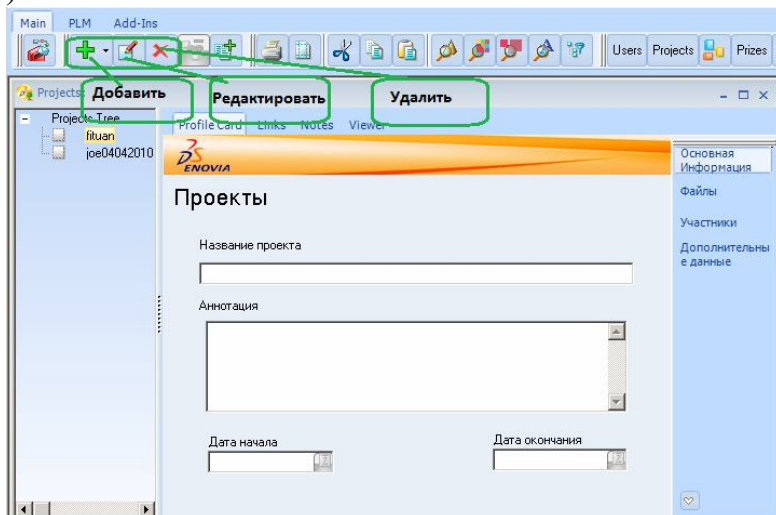 )
Main PLM Add-Ins
Users Projects Prizes
Добавить Редактировать Удалить
Projects:
Projects Tree
fituan
joe04042010
Profile Card Links Notes Viewer
ENOVIA
Проекты
Название проекта
Аннотация
Дата начала
Дата окончания
Основная
Информация
Файлы
Участники
Дополнительны
е данные